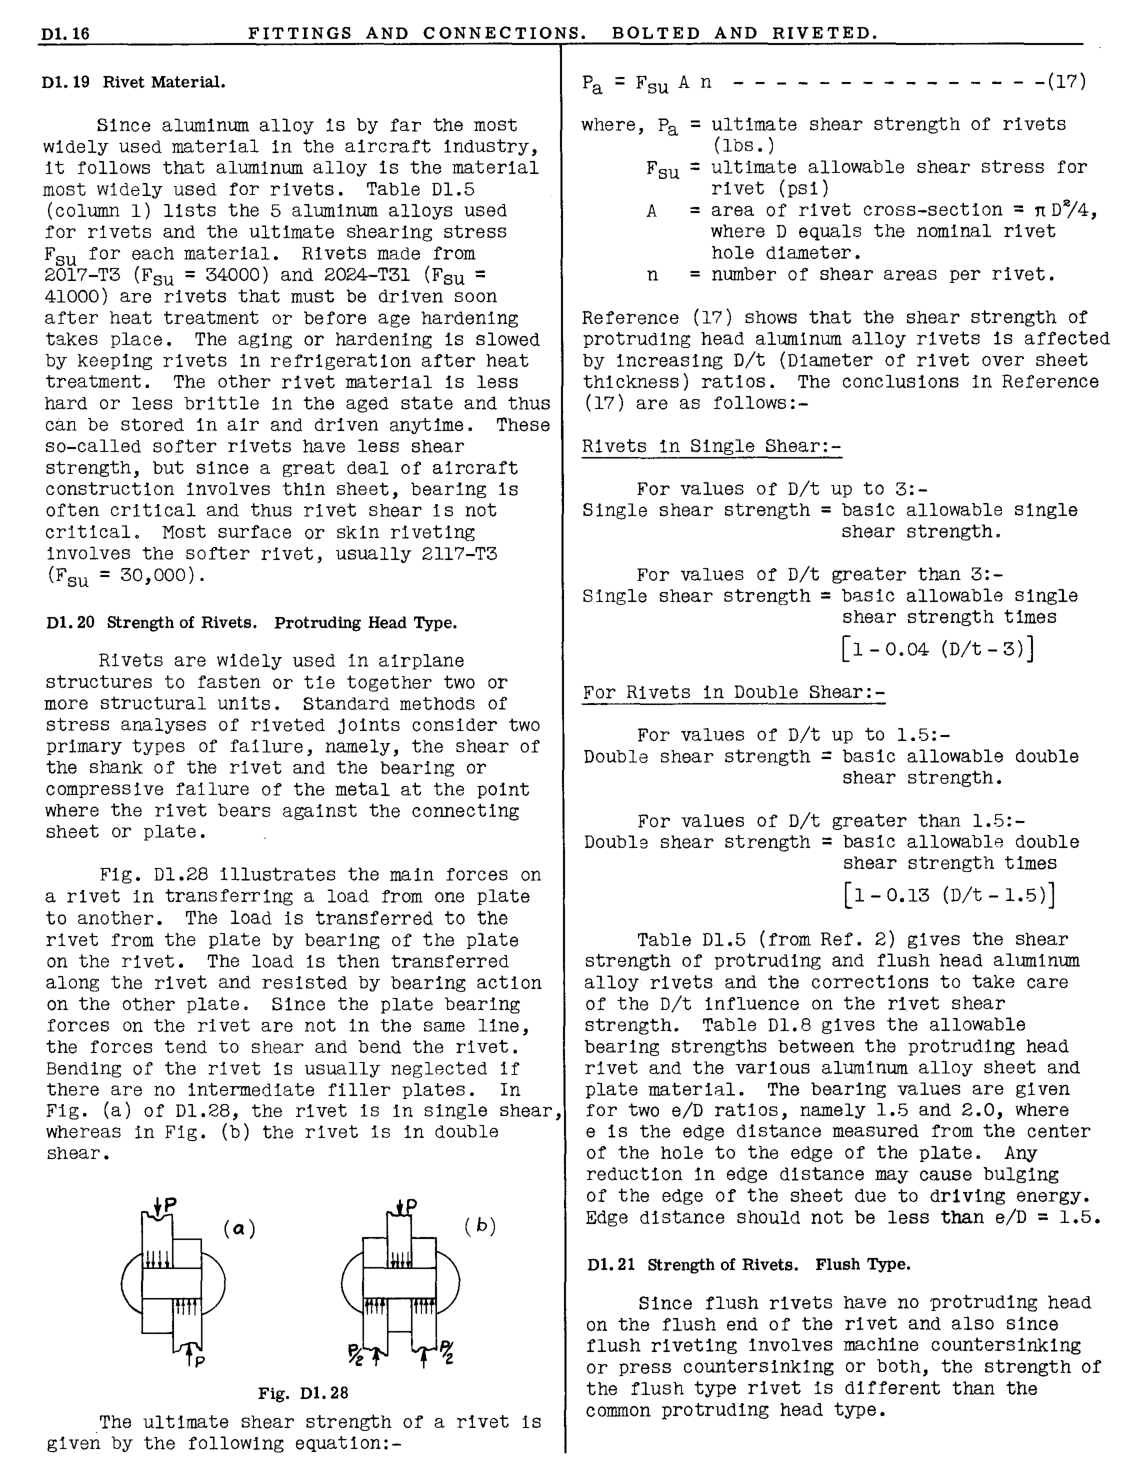 D1.16 FITTINGS AND CONNECTIONS. BOLTED AND RIVETED.
D1.19 Rivet Material.
Since aluminum alloy is by far the most
widely used material in the aircraft industry,
it follows that aluminum alloy is the material
most widely used for rivets. Table D1.5
(column 1) lists the 5 aluminum alloys used
for rivets and the ultimate shearing stress
Fsu for each material. Rivets made from
2017-T3 (Fsu = 34000) and 2024-T31 (Fsu =
41000) are rivets that must be driven soon
after heat treatment or before age hardening
takes place. The aging or hardening is slowed
by keeping rivets in refrigeration after heat
treatment. The other rivet material is less
hard or less brittle in the aged state and thus
can be stored in air and driven anytime. These
so-called softer rivets have less shear
strength, but since a great deal of aircraft
construction involves thin sheet, bearing is
often critical and thus rivet shear is not
critical. Most surface or skin riveting
involves the softer rivet, usually 2117-T3
(Fsu = 30,000).
D1.20 Strength of Rivets. Protruding Head Type.
Rivets are widely used in airplane
structures to fasten or tie together two or
more structural units. Standard methods of
stress analyses of riveted joints consider two
primary types of failure, namely, the shear of
the shank of the rivet and the bearing or
compressive failure of the metal at the point
where the rivet bears against the connecting
sheet or plate.
Fig. D1.28 illustrates the main forces on
a rivet in transferring a load from one plate
to another. The load is transferred to the
rivet from the plate by bearing of the plate
on the rivet. The load is then transferred
along the rivet and resisted by bearing action
on the other plate. Since the plate bearing
forces on the rivet are not in the same line,
the forces tend to shear and bend the rivet.
Bending of the rivet is usually neglected if
there are no intermediate filler plates. In
Fig. (a) of D1.28, the rivet is in single shear,
whereas in Fig. (b) the rivet is in double
shear.
P (a) P (b)
P P/2 P/2
Fig. D1.28
The ultimate shear strength of a rivet is
given by the following equation:-
Pa = Fsu A n - - - - - - - - - - - - - - -(17)
where, Pa = ultimate shear strength of rivets
(lbs.)
Fsu = ultimate allowable shear stress for
rivet (psi)
A = area of rivet cross-section = π D²/4,
where D equals the nominal rivet
hole diameter.
n = number of shear areas per rivet.
Reference (17) shows that the shear strength of
protruding head aluminum alloy rivets is affected
by increasing D/t (Diameter of rivet over sheet
thickness) ratios. The conclusions in Reference
(17) are as follows:-
Rivets in Single Shear:-
For values of D/t up to 3:-
Single shear strength = basic allowable single
shear strength.
For values of D/t greater than 3:-
Single shear strength = basic allowable single
shear strength times
[1 - 0.04 (D/t - 3)]
For Rivets in Double Shear:-
For values of D/t up to 1.5:-
Double shear strength = basic allowable double
shear strength.
For values of D/t greater than 1.5:-
Double shear strength = basic allowable double
shear strength times
[1 - 0.13 (D/t - 1.5)]
Table D1.5 (from Ref. 2) gives the shear
strength of protruding and flush head aluminum
alloy rivets and the corrections to take care
of the D/t influence on the rivet shear
strength. Table D1.8 gives the allowable
bearing strengths between the protruding head
rivet and the various aluminum alloy sheet and
plate material. The bearing values are given
for two e/D ratios, namely 1.5 and 2.0, where
e is the edge distance measured from the center
of the hole to the edge of the plate. Any
reduction in edge distance may cause bulging
of the edge of the sheet due to driving energy.
Edge distance should not be less than e/D = 1.5.
D1.21 Strength of Rivets. Flush Type.
Since flush rivets have no protruding head
on the flush end of the rivet and also since
flush riveting involves machine countersinking
or press countersinking or both, the strength of
the flush type rivet is different than the
common protruding head type.